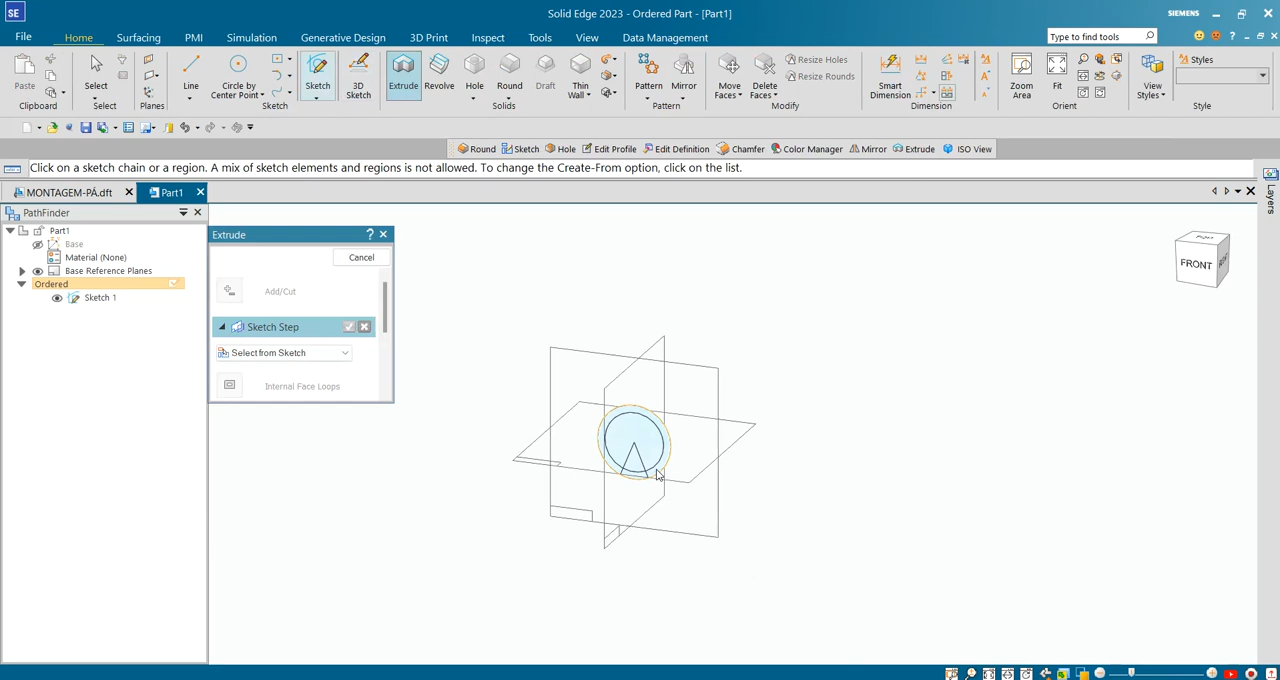 SE
Solid Edge 2023 - Ordered Part - [Part1]
SIEMENS
File Home Surfacing PMI Simulation Generative Design 3D Print Inspect Tools View Data Management
Type to find tools
Paste
Clipboard
Select
Select
Planes
Line
Circle by Center Point
Sketch
Sketch
3D Sketch
Extrude
Revolve
Hole
Round
Draft
Thin Wall
Solids
Pattern
Mirror
Pattern
Move Faces
Delete Faces
Resize Holes
Resize Rounds
Modify
Smart Dimension
Dimension
Zoom Area
Fit
Orient
View Styles
Styles
Style
Round Sketch Hole Edit Profile Edit Definition Chamfer Color Manager Mirror Extrude ISO View
Click on a sketch chain or a region. A mix of sketch elements and regions is not allowed. To change the Create-From option, click on the list.
MONTAGEM-PÁ.dft
Part1
PathFinder
Part1
Base
Material (None)
Base Reference Planes
Ordered
Sketch 1
Extrude
?
Cancel
Add/Cut
Sketch Step
Select from Sketch
Internal Face Loops
FRONT
Layers